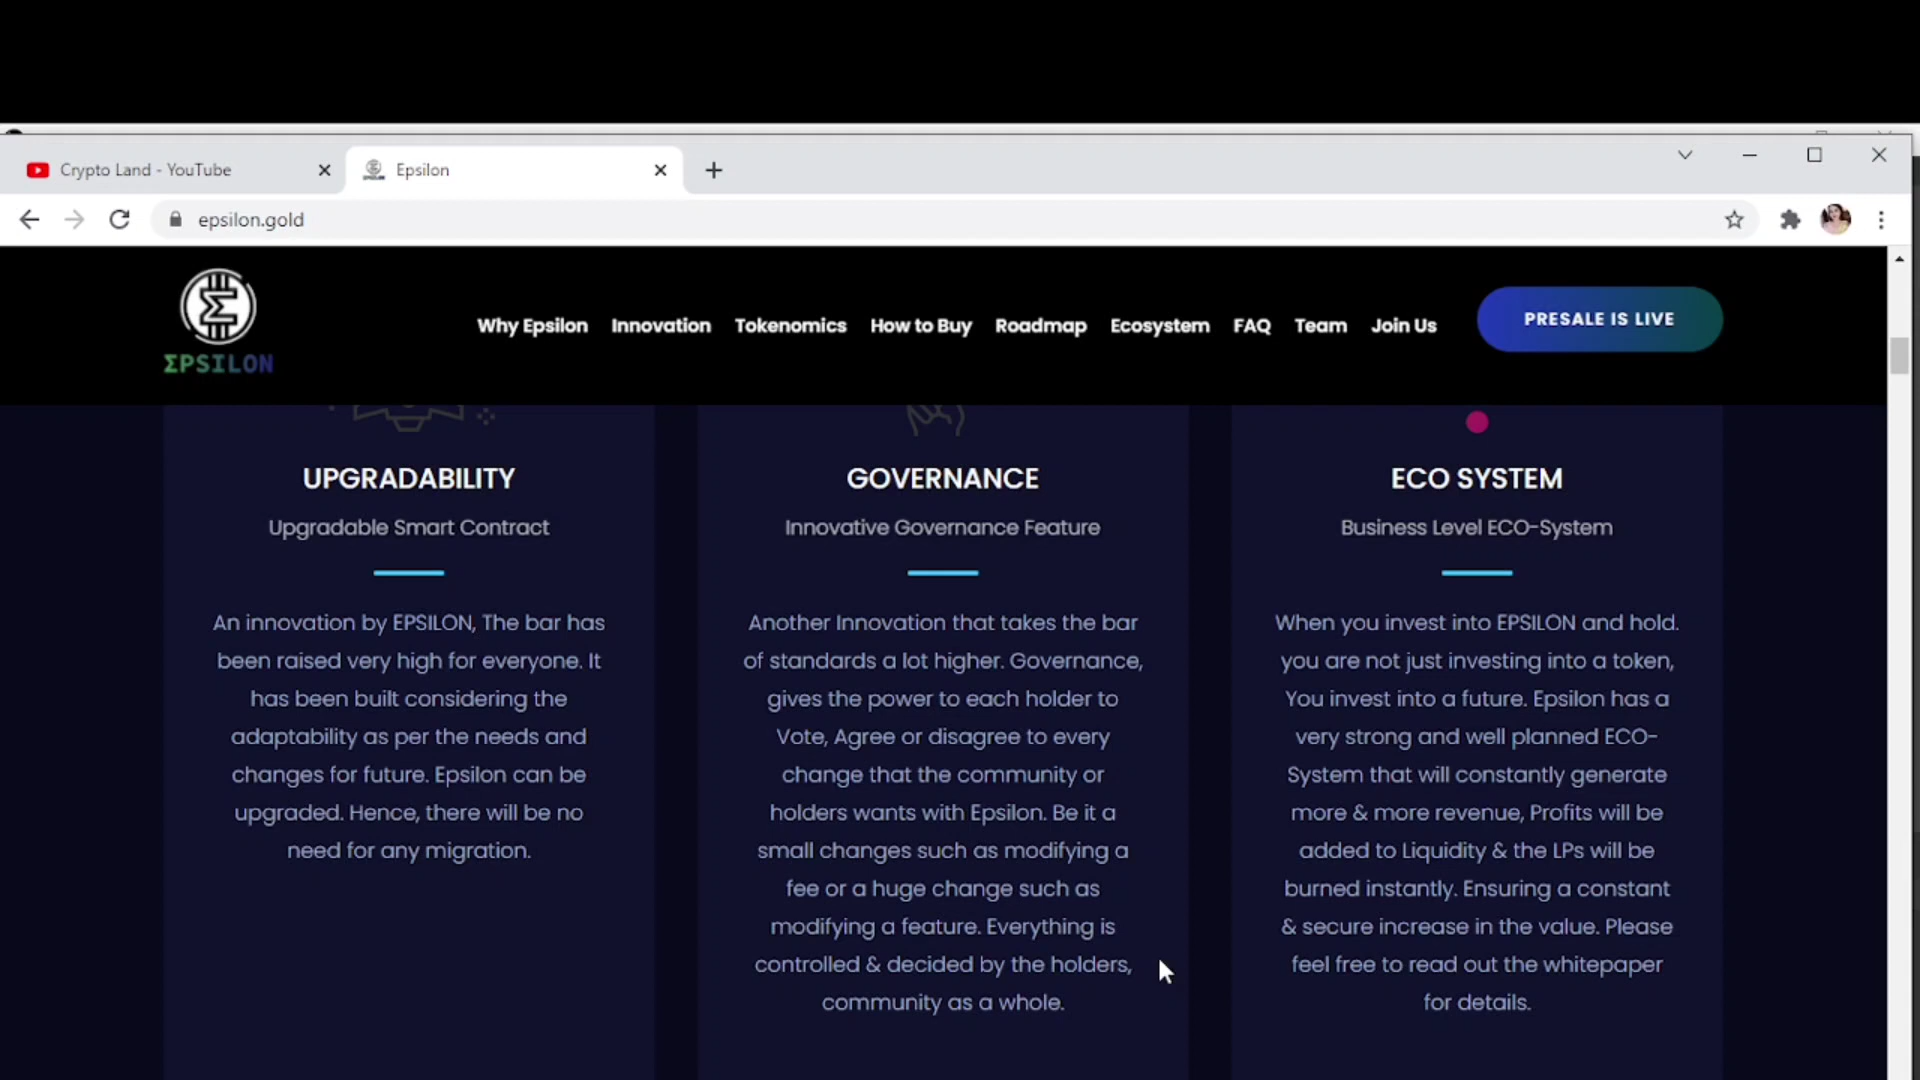 Crypto Land - YouTube
Epsilon
epsilon.gold
ΣPSILON
Why Epsilon
Innovation
Tokenomics
How to Buy
Roadmap
Ecosystem
FAQ
Team
Join Us
PRESALE IS LIVE
UPGRADABILITY
Upgradable Smart Contract
An innovation by EPSILON, The bar has
been raised very high for everyone. It
has been built considering the
adaptability as per the needs and
changes for future. Epsilon can be
upgraded. Hence, there will be no
need for any migration.
GOVERNANCE
Innovative Governance Feature
Another Innovation that takes the bar
of standards a lot higher. Governance,
gives the power to each holder to
Vote, Agree or disagree to every
change that the community or
holders wants with Epsilon. Be it a
small changes such as modifying a
fee or a huge change such as
modifying a feature. Everything is
controlled & decided by the holders,
community as a whole.
ECO SYSTEM
Business Level ECO-System
When you invest into EPSILON and hold.
you are not just investing into a token,
You invest into a future. Epsilon has a
very strong and well planned ECO-
System that will constantly generate
more & more revenue, Profits will be
added to Liquidity & the LPs will be
burned instantly. Ensuring a constant
& secure increase in the value. Please
feel free to read out the whitepaper
for details.